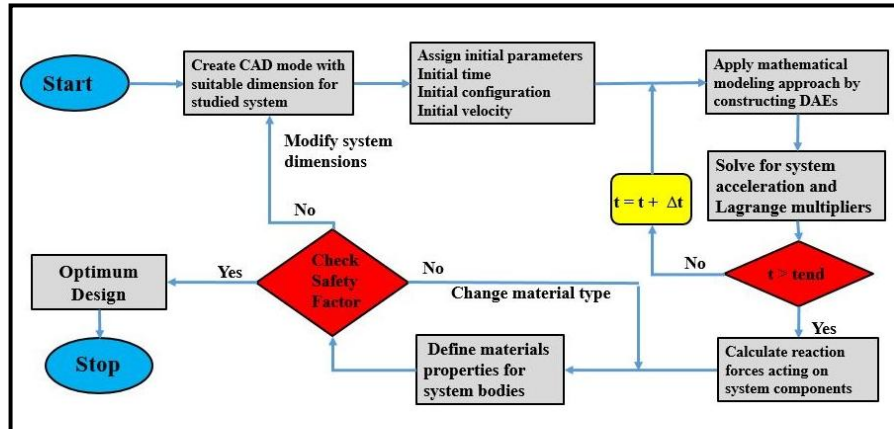 Start
Create CAD mode with
suitable dimension for
studied system
Assign initial parameters
Initial time
Initial configuration
Initial velocity
Apply mathematical
modeling approach by
constructing DAEs
Solve for system
acceleration and
Lagrange multipliers
t = t + Δt
t > tend
No
Yes
Calculate reaction
forces acting on
system components
Define materials
properties for
system bodies
Check
Safety
Factor
No
Modify system
dimensions
No
Change material type
Yes
Optimum
Design
Stop